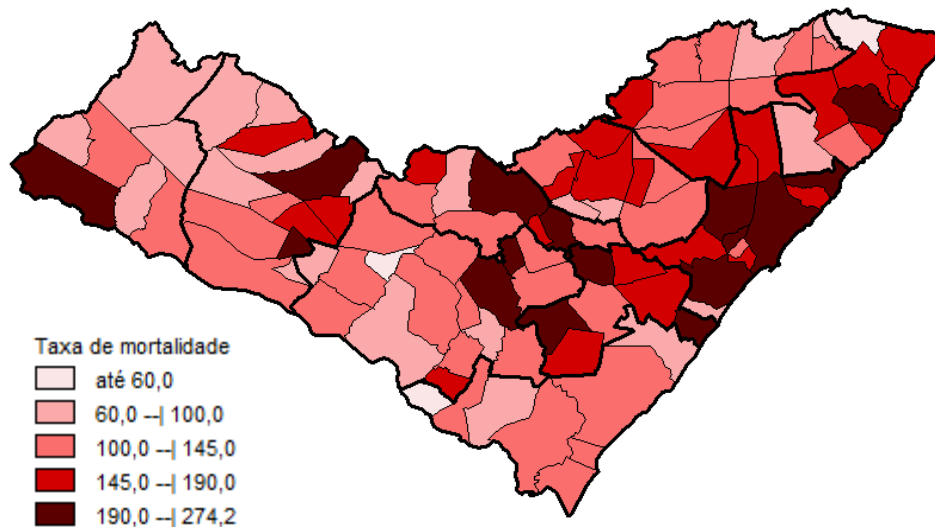 Taxa de mortalidade
até 60,0
60,0 --| 100,0
100,0 --| 145,0
145,0 --| 190,0
190,0 --| 274,2